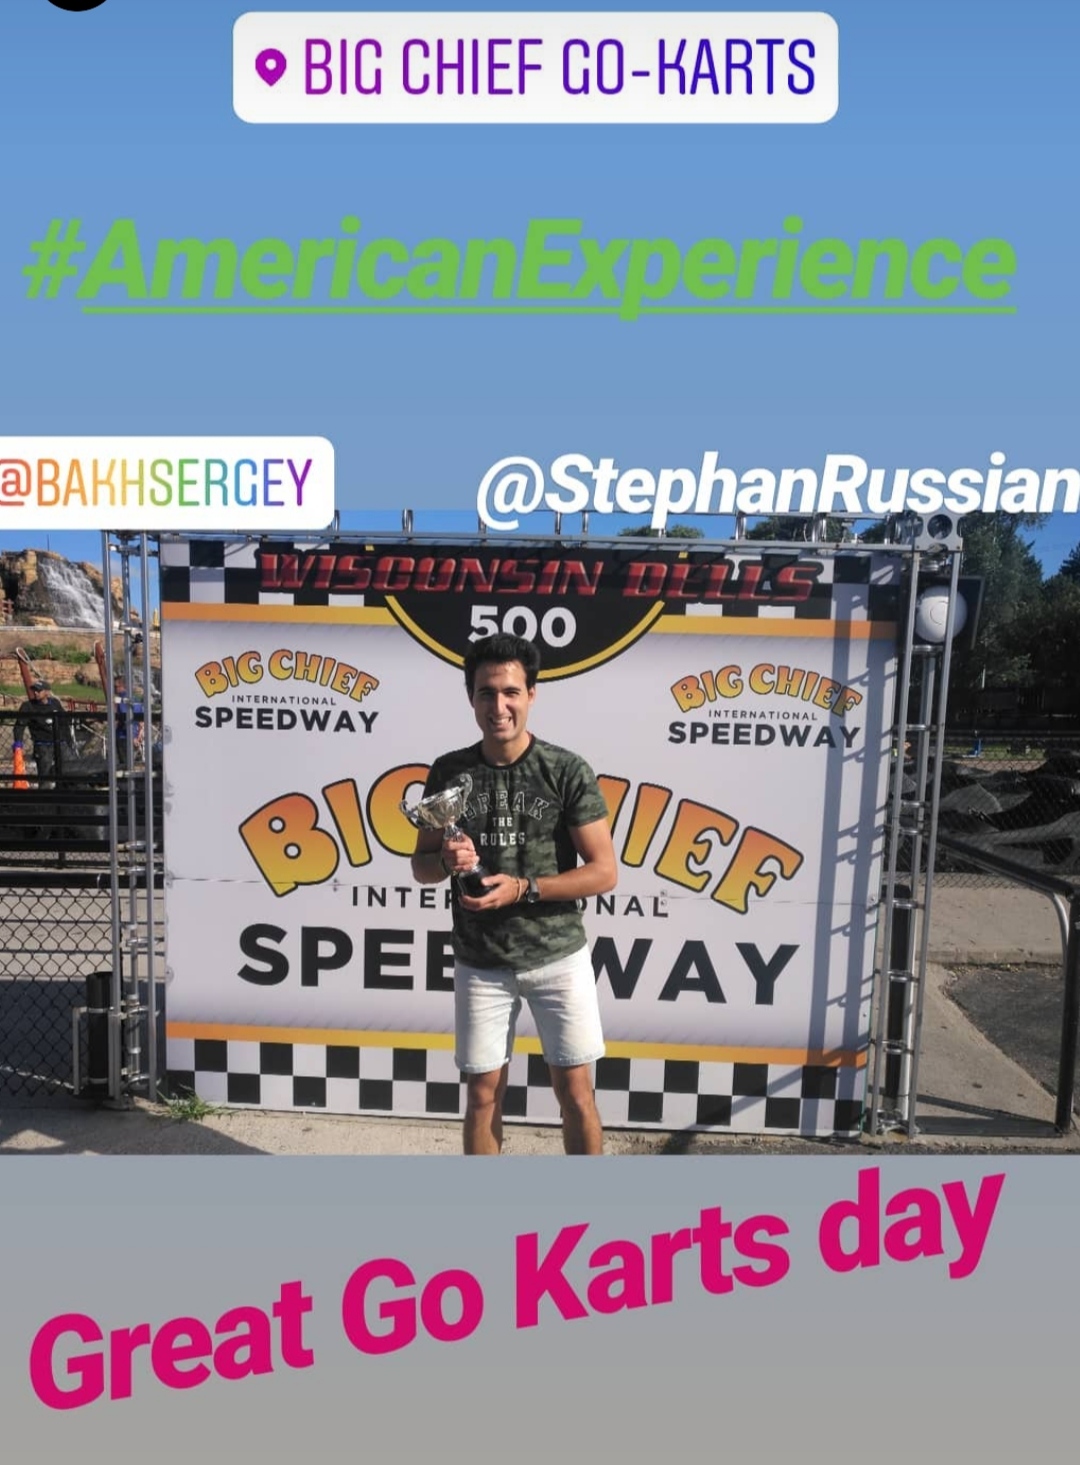 BIG CHIEF GO-KARTS
#AmericanExperience
@BAKHSERGEY
@StephanRussian
WISCONSIN DELLS
500
BIG CHIEF
INTERNATIONAL
SPEEDWAY
BIG CHIEF
INTERNATIONAL
SPEEDWAY
BREAK
THE
RULES
BIG HIEF
INTER NAL
SPEE WAY
Great Go Karts day